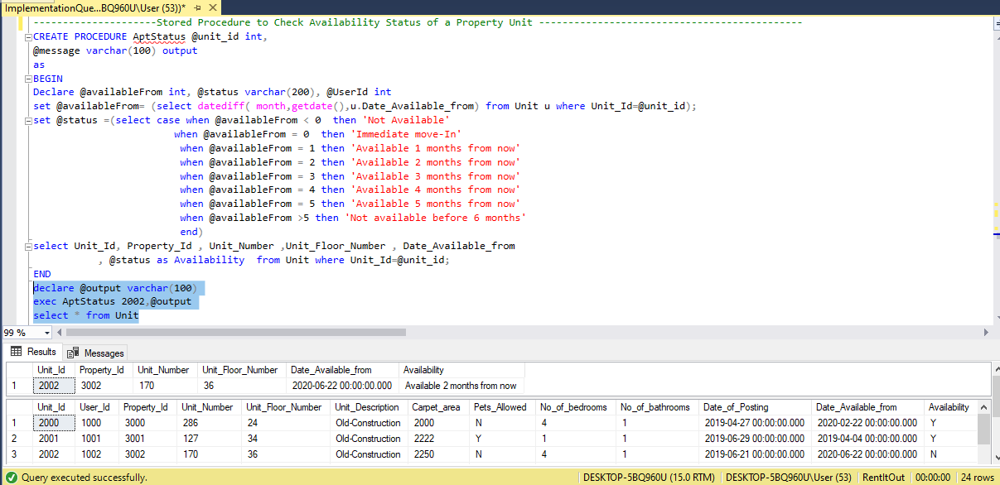 ImplementationQue...BQ960U\User (53))*
---------------------Stored Procedure to Check Availability Status of a Property Unit ---------------------------------------------
CREATE PROCEDURE AptStatus @unit_id int,
@message varchar(100) output
as
BEGIN
Declare @availableFrom int, @status varchar(200), @UserId int
set @availableFrom= (select datediff( month,getdate(),u.Date_Available_from) from Unit u where Unit_Id=@unit_id);
set @status =(select case when @availableFrom < 0  then 'Not Available'
when @availableFrom = 0  then 'Immediate move-In'
when @availableFrom = 1 then 'Available 1 months from now'
when @availableFrom = 2 then 'Available 2 months from now'
when @availableFrom = 3 then 'Available 3 months from now'
when @availableFrom = 4 then 'Available 4 months from now'
when @availableFrom = 5 then 'Available 5 months from now'
when @availableFrom >5 then 'Not available before 6 months'
end)
select Unit_Id, Property_Id , Unit_Number ,Unit_Floor_Number , Date_Available_from
, @status as Availability  from Unit where Unit_Id=@unit_id;
END
declare @output varchar(100)
exec AptStatus 2002,@output
select * from Unit
99 %
Results Messages
Unit_Id Property_Id Unit_Number Unit_Floor_Number Date_Available_from Availability
1 2002 3002 170 36 2020-06-22 00:00:00.000 Available 2 months from now
Unit_Id User_Id Property_Id Unit_Number Unit_Floor_Number Unit_Description Carpet_area Pets_Allowed No_of_bedrooms No_of_bathrooms Date_of_Posting Date_Available_from Availability
1 2000 1000 3000 286 24 Old-Construction 2000 N 4 1 2019-04-27 00:00:00.000 2020-02-22 00:00:00.000 Y
2 2001 1001 3001 127 34 Old-Construction 2222 Y 1 1 2019-06-29 00:00:00.000 2019-04-04 00:00:00.000 Y
3 2002 1002 3002 170 36 Old-Construction 2250 N 4 1 2019-06-21 00:00:00.000 2020-06-22 00:00:00.000 N
Query executed successfully. DESKTOP-5BQ960U (15.0 RTM) DESKTOP-5BQ960U\User (53) RentItOut 00:00:00 24 rows